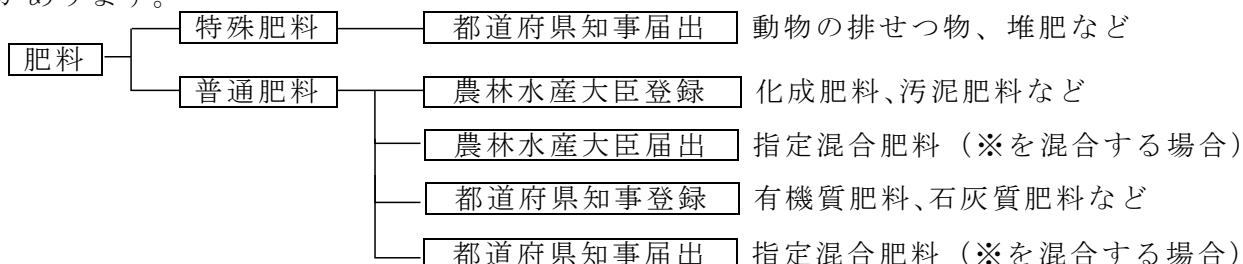 があります。
特殊肥料 都道府県知事届出 動物の排せつ物、堆肥など
肥料
普通肥料 農林水産大臣登録 化成肥料、汚泥肥料など
農林水産大臣届出 指定混合肥料（※を混合する場合）
都道府県知事登録 有機質肥料、石灰質肥料など
都道府県知事届出 指定混合肥料（※を混合する場合）